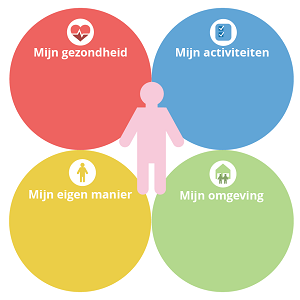 Mijn gezondheid
Mijn activiteiten
Mijn eigen manier
Mijn omgeving